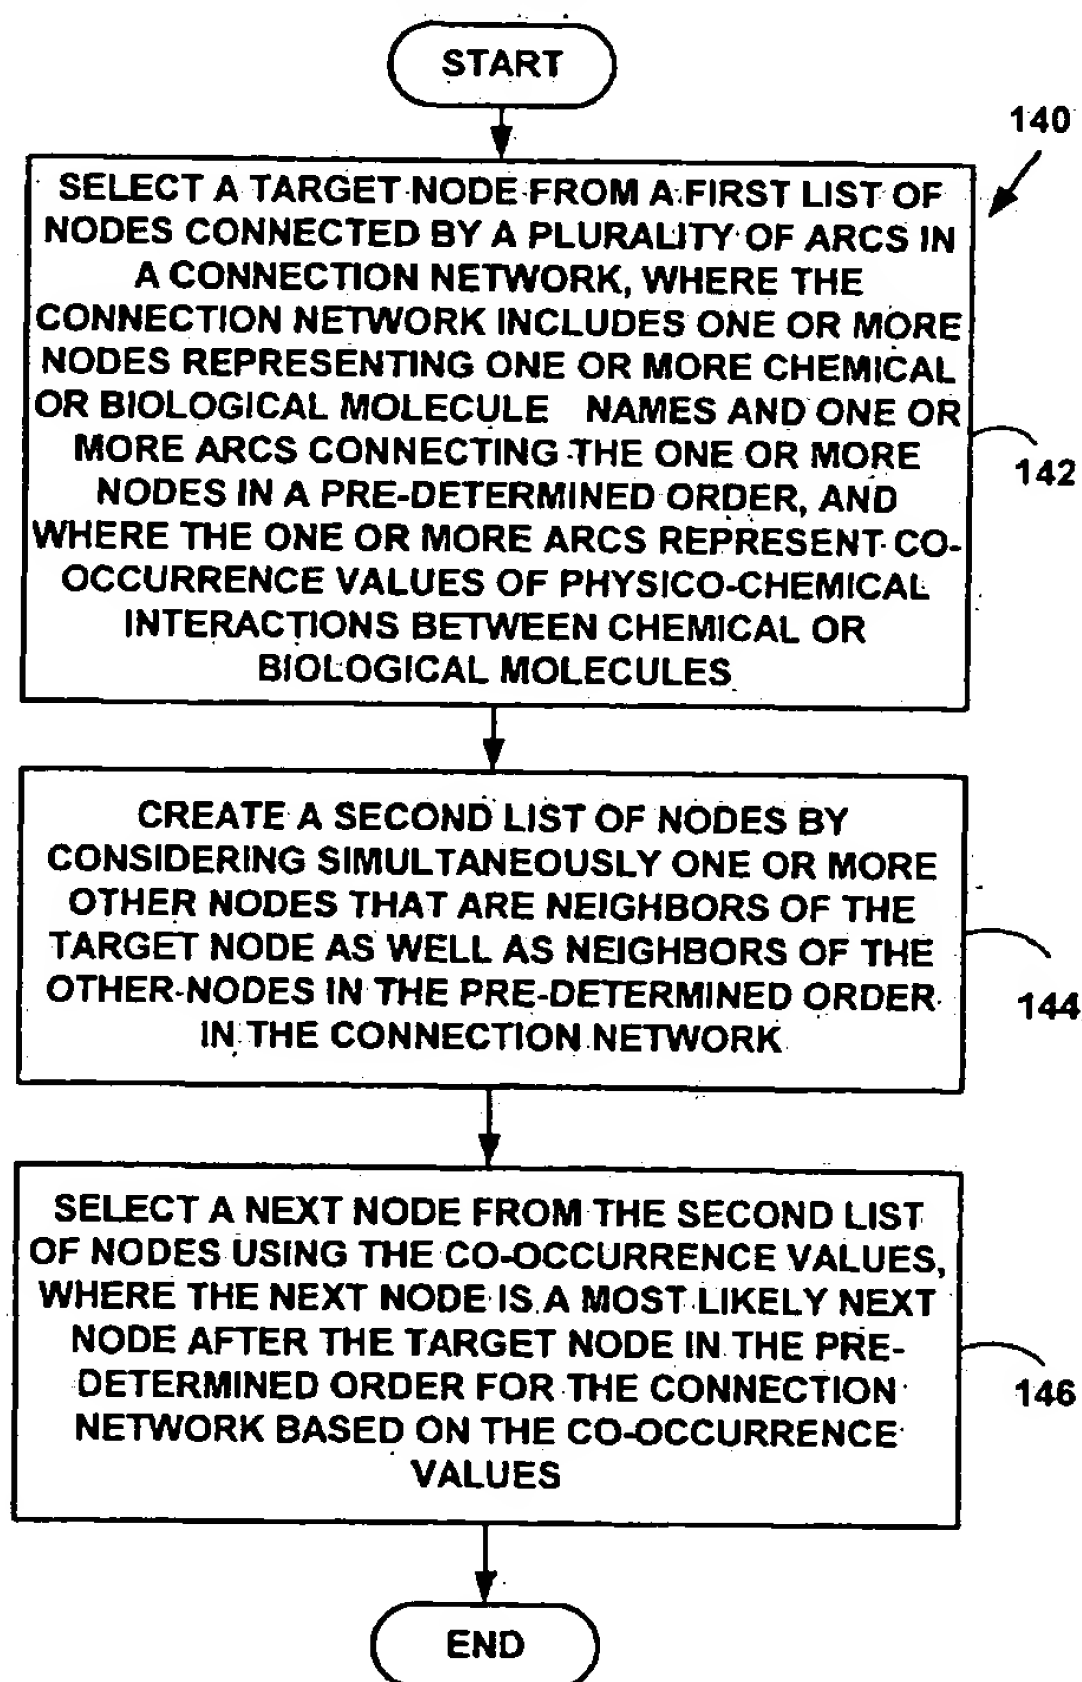 START
140
SELECT A TARGET NODE FROM A FIRST LIST OF
NODES CONNECTED BY A PLURALITY OF ARCS IN
A CONNECTION NETWORK, WHERE THE
CONNECTION NETWORK INCLUDES ONE OR MORE
NODES REPRESENTING ONE OR MORE CHEMICAL
OR BIOLOGICAL MOLECULE NAMES AND ONE OR
MORE ARCS CONNECTING THE ONE OR MORE
NODES IN A PRE-DETERMINED ORDER, AND
WHERE THE ONE OR MORE ARCS REPRESENT CO-
OCCURRENCE VALUES OF PHYSICO-CHEMICAL
INTERACTIONS BETWEEN CHEMICAL OR
BIOLOGICAL MOLECULES
142
CREATE A SECOND LIST OF NODES BY
CONSIDERING SIMULTANEOUSLY ONE OR MORE
OTHER NODES THAT ARE NEIGHBORS OF THE
TARGET NODE AS WELL AS NEIGHBORS OF THE
OTHER NODES IN THE PRE-DETERMINED ORDER
IN THE CONNECTION NETWORK
144
SELECT A NEXT NODE FROM THE SECOND LIST
OF NODES USING THE CO-OCCURRENCE VALUES,
WHERE THE NEXT NODE IS A MOST LIKELY NEXT
NODE AFTER THE TARGET NODE IN THE PRE-
DETERMINED ORDER FOR THE CONNECTION
NETWORK BASED ON THE CO-OCCURRENCE
VALUES
146
END